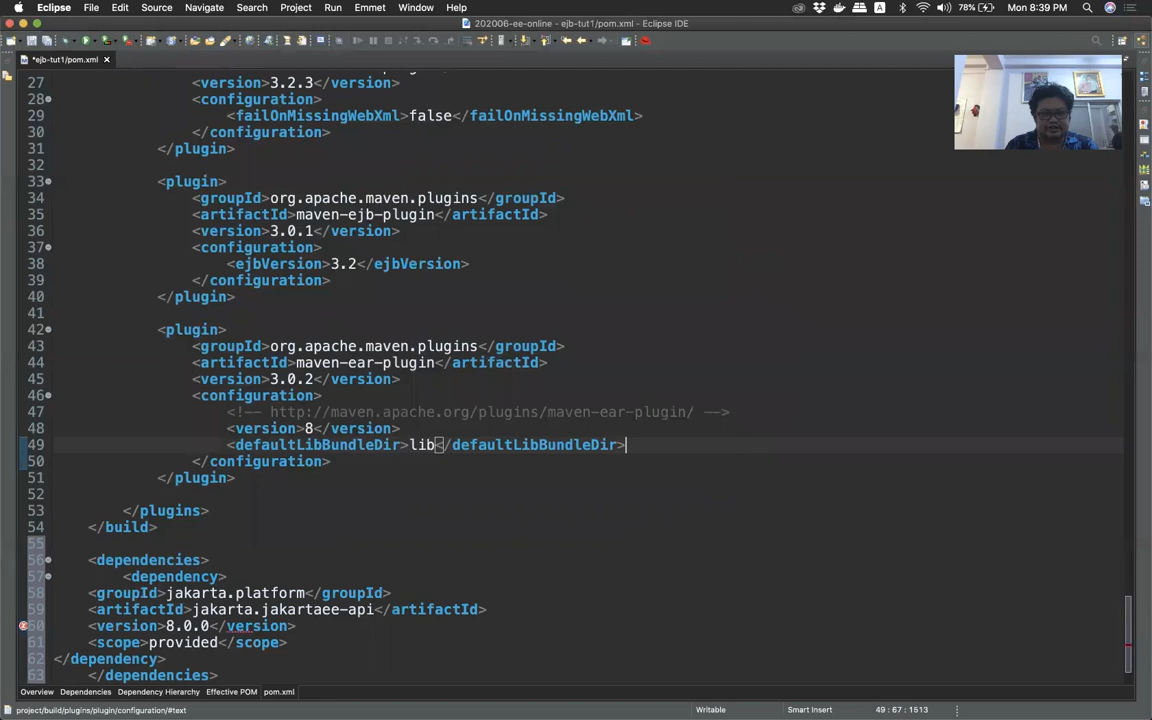 Eclipse File Edit Source Navigate Search Project Run Emmet Window Help A 78% Mon 8:39 PM
202006-ee-online - ejb-tut1/pom.xml - Eclipse IDE
*ejb-tut1/pom.xml
27 <version>3.2.3</version>
28 <configuration>
29 <failOnMissingWebXml>false</failOnMissingWebXml>
30 </configuration>
31 </plugin>
32
33 <plugin>
34 <groupId>org.apache.maven.plugins</groupId>
35 <artifactId>maven-ejb-plugin</artifactId>
36 <version>3.0.1</version>
37 <configuration>
38 <ejbVersion>3.2</ejbVersion>
39 </configuration>
40 </plugin>
41
42 <plugin>
43 <groupId>org.apache.maven.plugins</groupId>
44 <artifactId>maven-ear-plugin</artifactId>
45 <version>3.0.2</version>
46 <configuration>
47 <!-- http://maven.apache.org/plugins/maven-ear-plugin/ -->
48 <version>8</version>
49 <defaultLibBundleDir>lib</defaultLibBundleDir>
50 </configuration>
51 </plugin>
52
53 </plugins>
54 </build>
55
56 <dependencies>
57 <dependency>
58 <groupId>jakarta.platform</groupId>
59 <artifactId>jakarta.jakartaee-api</artifactId>
60 <version>8.0.0</version>
61 <scope>provided</scope>
62 </dependency>
63 </dependencies>
Overview Dependencies Dependency Hierarchy Effective POM pom.xml
project/build/plugins/plugin/configuration/#text Writable Smart Insert 49 : 67 : 1513